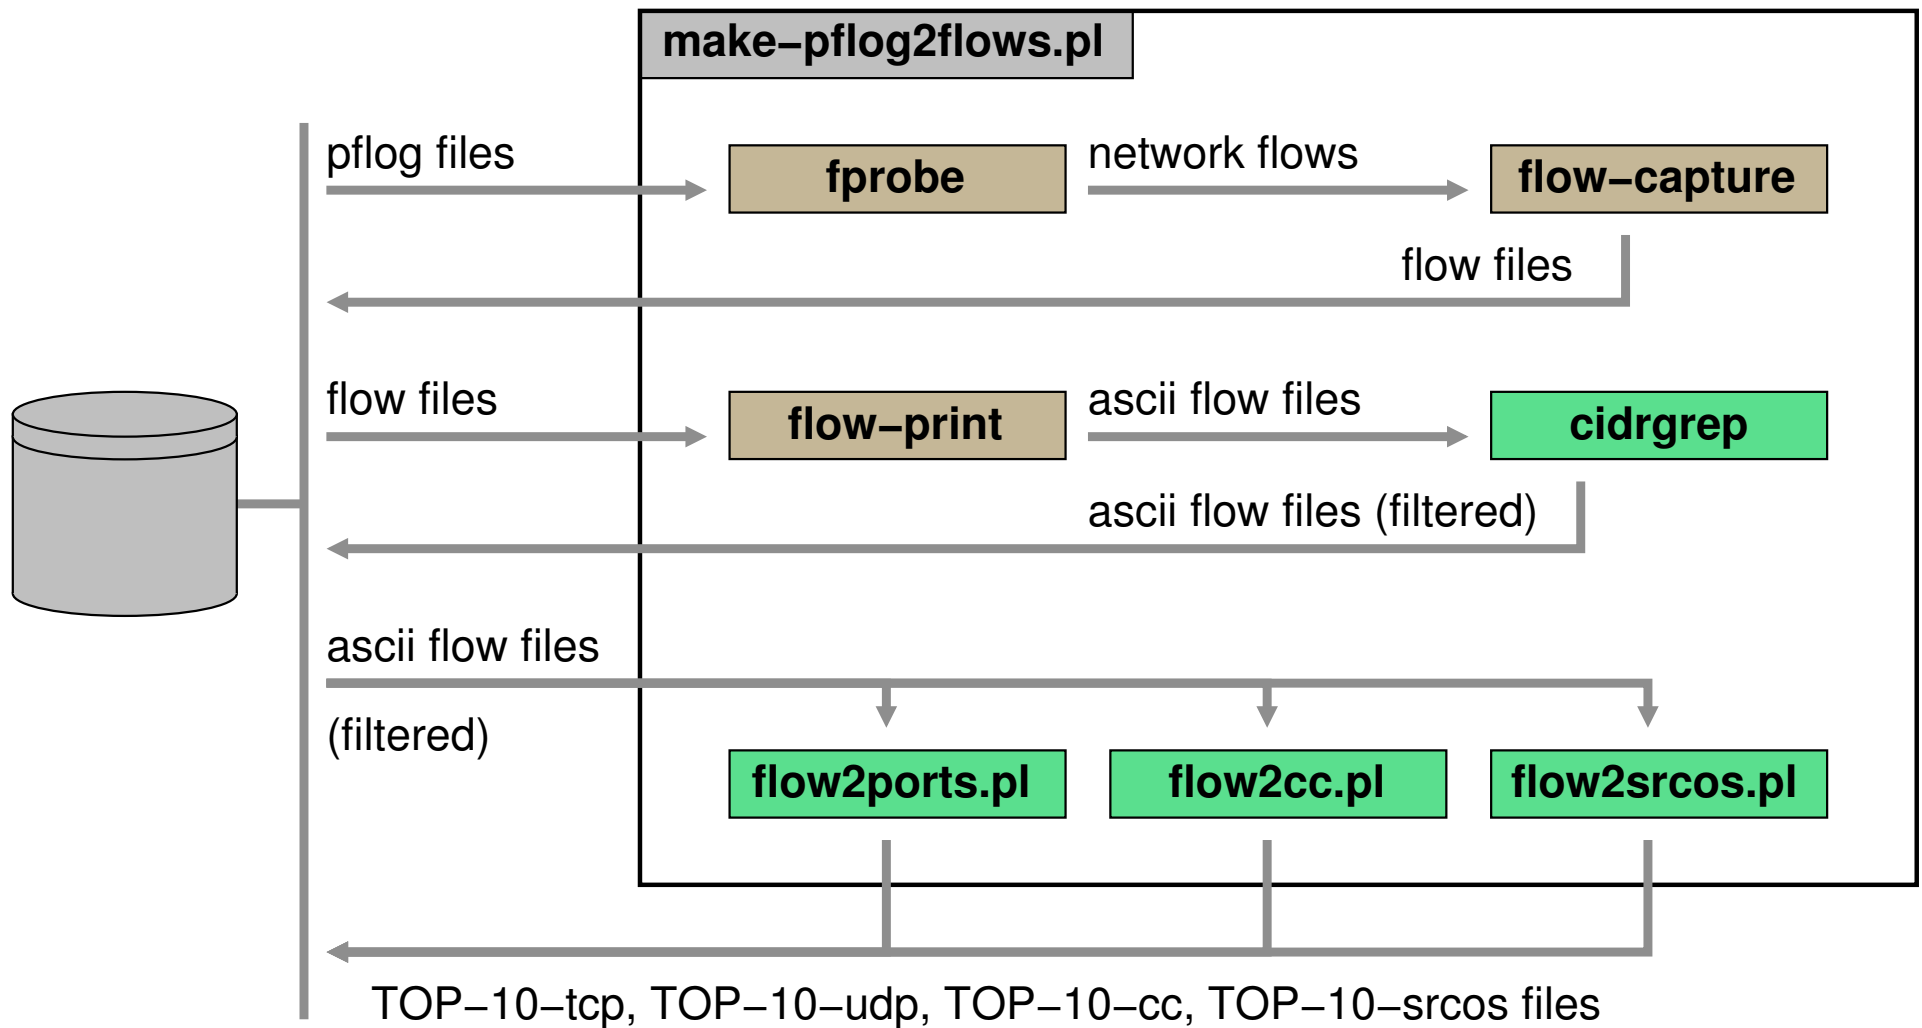 make−pflog2flows.pl
pflog files
fprobe
network flows
flow−capture
flow files
flow files
flow−print
ascii flow files
cidrgrep
ascii flow files (filtered)
ascii flow files
(filtered)
flow2ports.pl
flow2cc.pl
flow2srcos.pl
TOP−10−tcp, TOP−10−udp, TOP−10−cc, TOP−10−srcos files